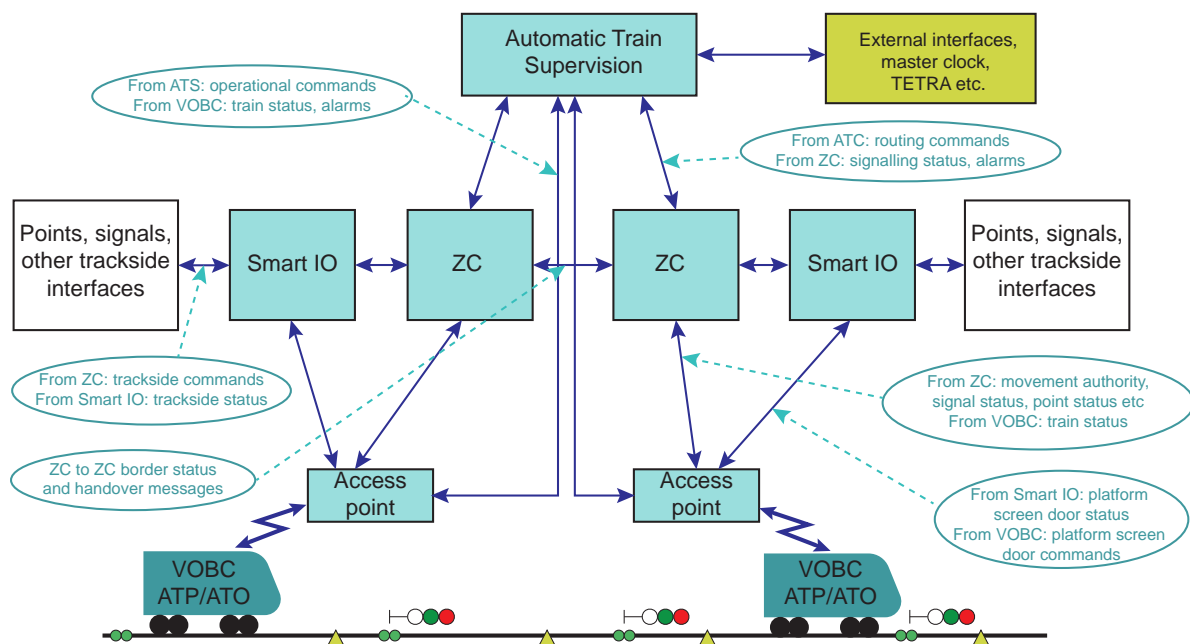 Automatic Train
Supervision
External interfaces,
master clock,
TETRA etc.
From ATS: operational commands
From VOBC: train status, alarms
From ATC: routing commands
From ZC: signalling status, alarms
Points, signals,
other trackside
interfaces
Smart IO
ZC
ZC
Smart IO
Points, signals,
other trackside
interfaces
From ZC: trackside commands
From Smart IO: trackside status
From ZC: movement authority,
signal status, point status etc
From VOBC: train status
ZC to ZC border status
and handover messages
Access
point
Access
point
From Smart IO: platform
screen door status
From VOBC: platform screen
door commands
VOBC
ATP/ATO
VOBC
ATP/ATO